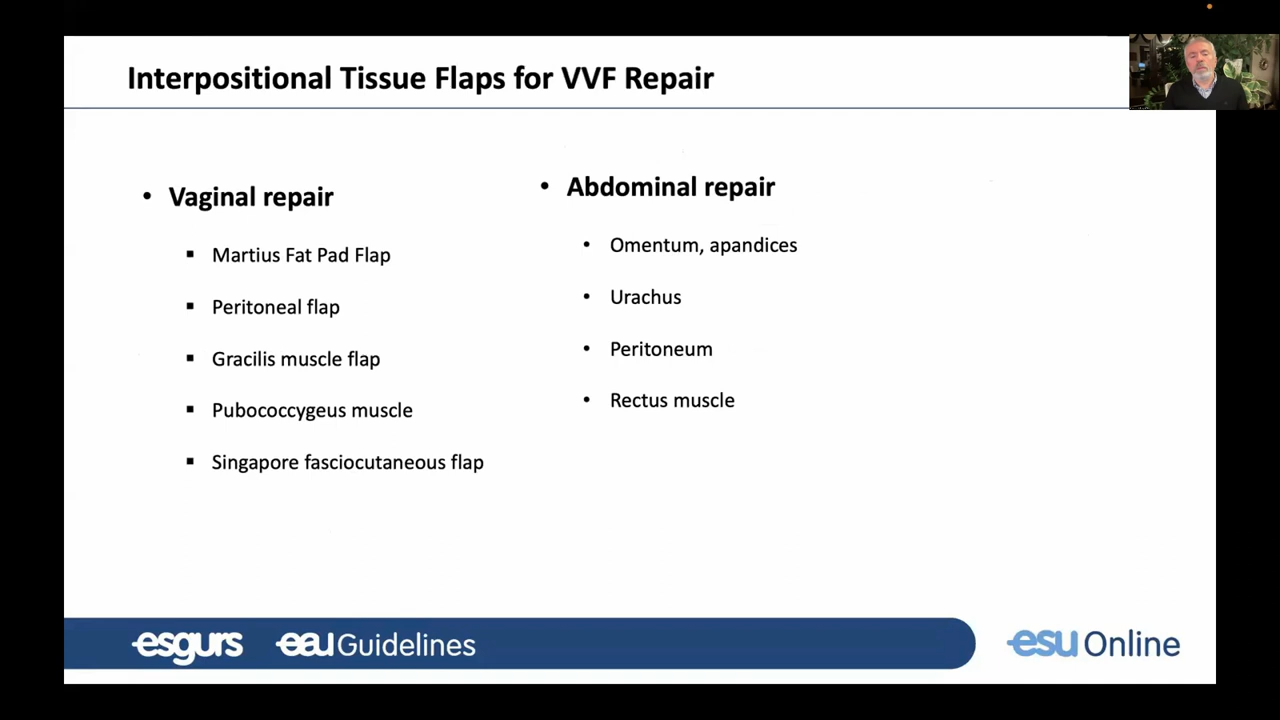 Interpositional Tissue Flaps for VVF Repair
• Vaginal repair
▪ Martius Fat Pad Flap
▪ Peritoneal flap
▪ Gracilis muscle flap
▪ Pubococcygeus muscle
▪ Singapore fasciocutaneous flap
• Abdominal repair
• Omentum, apandices
• Urachus
• Peritoneum
• Rectus muscle
esgurs eau Guidelines
esu Online